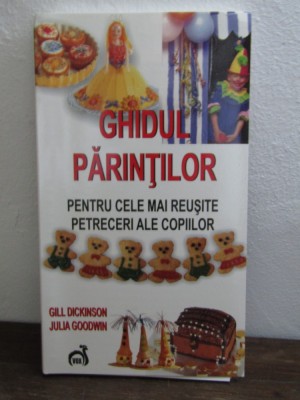 GHIDUL
PĂRINŢILOR
PENTRU CELE MAI REUŞITE
PETRECERI ALE COPIILOR
GILL DICKINSON
JULIA GOODWIN